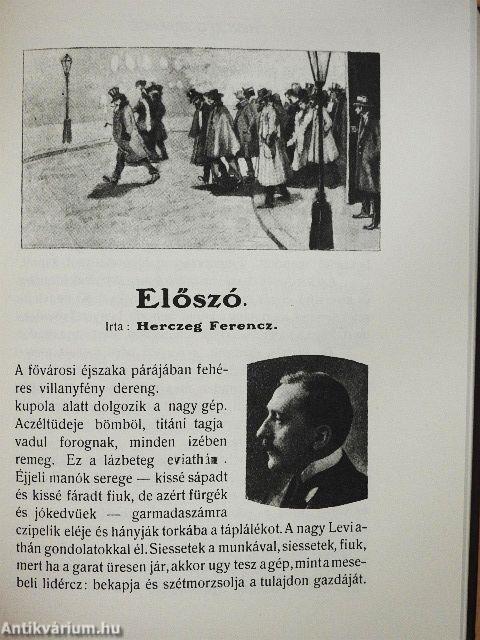 Előszó.
Irta : Herczeg Ferencz.
A fővárosi éjszaka párájában fehé-
res villanyfény dereng.
kupola alatt dolgozik a nagy gép.
Aczéltüdeje bömböl, titáni tagja
vadul forognak, minden izében
remeg. Ez a lázbeteg eviathán .
Éjjeli manók serege — kissé sápadt
és kissé fáradt fiuk, de azért fürgék
és jókedvüek — garmadaszámra
czipelik eléje és hányják torkába a táplálékot. A nagy Levia-
thán gondolatokkal él. Siessetek a munkával, siessetek, fiuk,
mert ha a garat üresen jár, akkor ugy tesz a gép, mint a mese-
beli lidércz: bekapja és szétmorzsolja a tulajdon gazdáját.
Antikvárium.hu